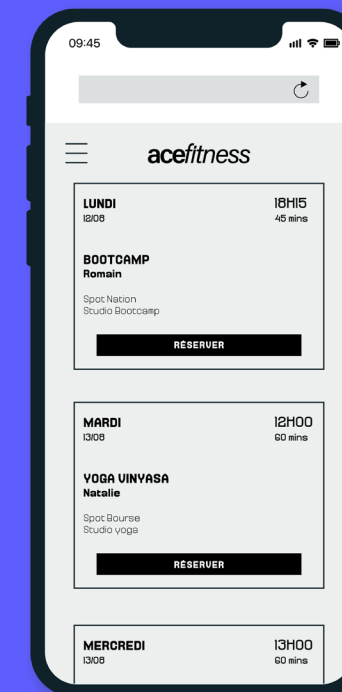 09:45
acefitness
LUNDI 18H15
12/08 45 mins
BOOTCAMP
Romain
Spot Nation
Studio Bootcamp
RÉSERVER
MARDI 12H00
13/08 60 mins
YOGA VINYASA
Natalie
Spot Bourse
Studio yoga
RÉSERVER
MERCREDI 13H00
13/08 60 mins